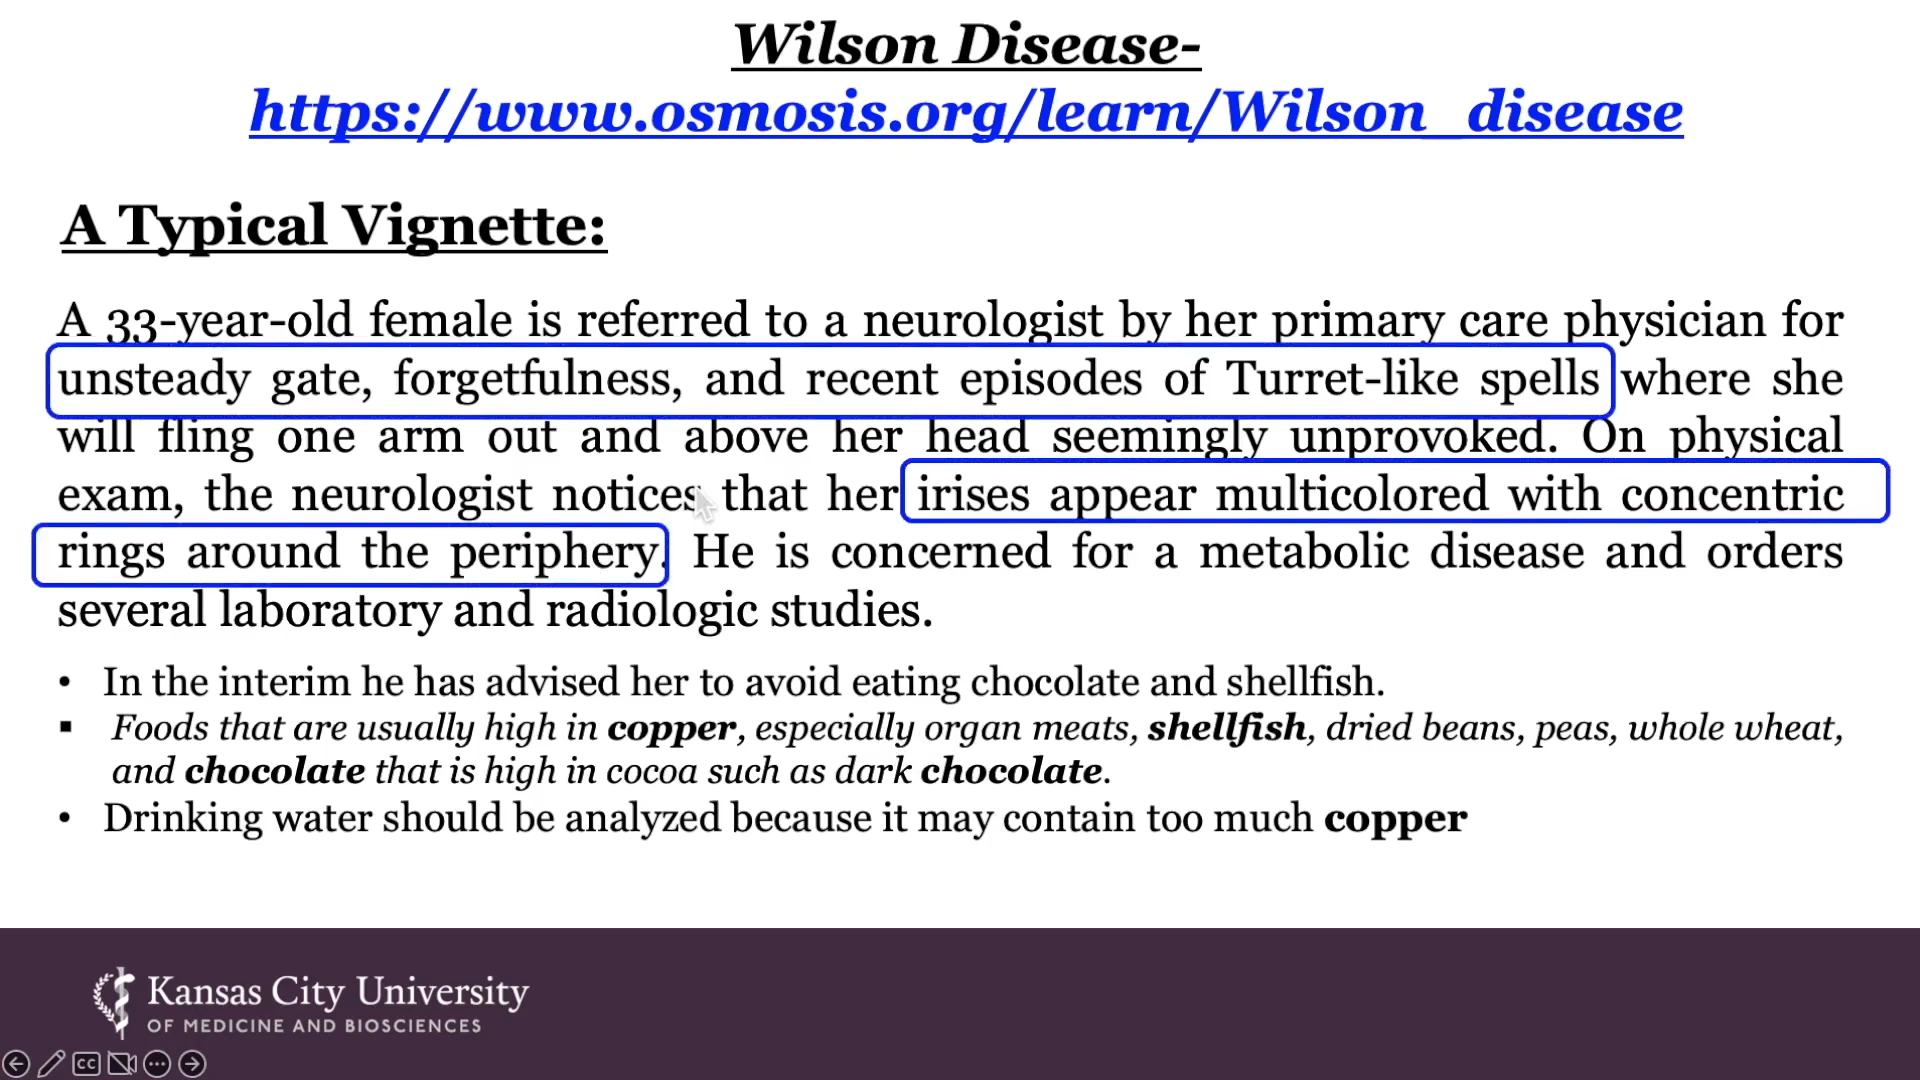 Wilson Disease-
https://www.osmosis.org/learn/Wilson_disease
A Typical Vignette:
A 33-year-old female is referred to a neurologist by her primary care physician for
unsteady gate, forgetfulness, and recent episodes of Turret-like spells where she
will fling one arm out and above her head seemingly unprovoked. On physical
exam, the neurologist notices that her irises appear multicolored with concentric
rings around the periphery. He is concerned for a metabolic disease and orders
several laboratory and radiologic studies.
• In the interim he has advised her to avoid eating chocolate and shellfish.
▪ Foods that are usually high in copper, especially organ meats, shellfish, dried beans, peas, whole wheat,
and chocolate that is high in cocoa such as dark chocolate.
• Drinking water should be analyzed because it may contain too much copper
Kansas City University
OF MEDICINE AND BIOSCIENCES
CC